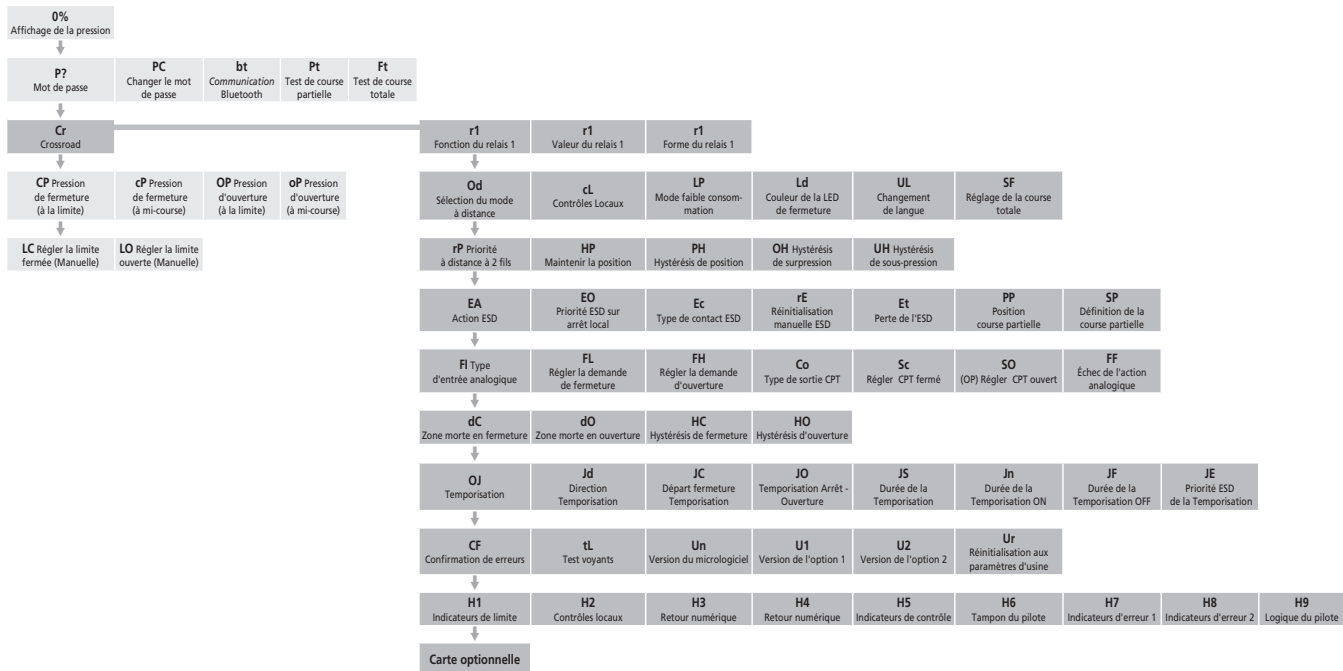 0%
Affichage de la pression
P?
Mot de passe
PC
Changer le mot
de passe
bt
Communication
Bluetooth
Pt
Test de course
partielle
Ft
Test de course
totale
Cr
Crossroad
r1
Fonction du relais 1
r1
Valeur du relais 1
r1
Forme du relais 1
CP Pression
de fermeture
(à la limite)
cP Pression
de fermeture
(à mi-course)
OP Pression
d'ouverture
(à la limite)
oP Pression
d'ouverture
(à mi-course)
Od
Sélection du mode
à distance
cL
Contrôles Locaux
LP
Mode faible consom-
mation
Ld
Couleur de la LED
de fermeture
UL
Changement
de langue
SF
Réglage de la course
totale
LC Régler la limite
fermée (Manuelle)
LO Régler la limite
ouverte (Manuelle)
rP Priorité
à distance à 2 fils
HP
Maintenir la position
PH
Hystérésis de position
OH Hystérésis
de surpression
UH Hystérésis
de sous-pression
EA
Action ESD
EO
Priorité ESD sur
arrêt local
Ec
Type de contact ESD
rE
Réinitialisation
manuelle ESD
Et
Perte de l'ESD
PP
Position
course partielle
SP
Définition de la
course partielle
FI Type
d'entrée analogique
FL
Régler la demande
de fermeture
FH
Régler la demande
d'ouverture
Co
Type de sortie CPT
Sc
Régler CPT fermé
SO
(OP) Régler CPT ouvert
FF
Échec de l'action
analogique
dC
Zone morte en fermeture
dO
Zone morte en ouverture
HC
Hystérésis de fermeture
HO
Hystérésis d'ouverture
OJ
Temporisation
Jd
Direction
Temporisation
JC
Départ fermeture
Temporisation
JO
Temporisation Arrêt -
Ouverture
JS
Durée de la
Temporisation
Jn
Durée de la
Temporisation ON
JF
Durée de la
Temporisation OFF
JE
Priorité ESD
de la Temporisation
CF
Confirmation de erreurs
tL
Test voyants
Un
Version du micrologiciel
U1
Version de l'option 1
U2
Version de l'option 2
Ur
Réinitialisation aux
paramètres d'usine
H1
Indicateurs de limite
H2
Contrôles locaux
H3
Retour numérique
H4
Retour numérique
H5
Indicateurs de contrôle
H6
Tampon du pilote
H7
Indicateurs d'erreur 1
H8
Indicateurs d'erreur 2
H9
Logique du pilote
Carte optionnelle